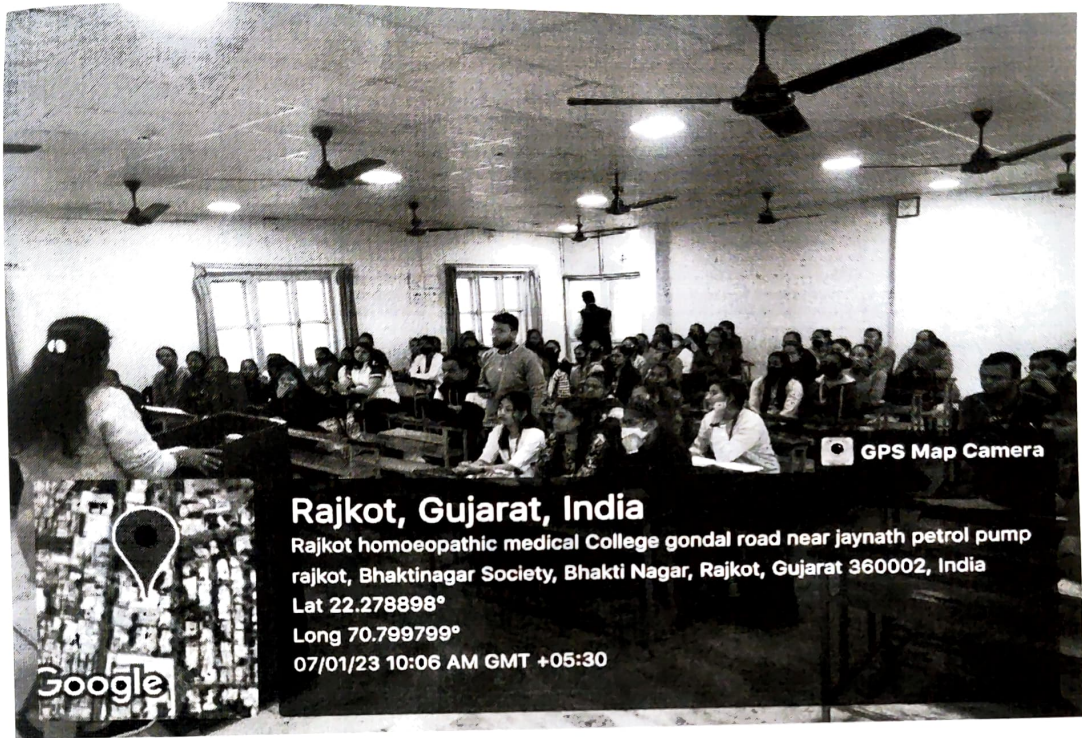 GPS Map Camera
Rajkot, Gujarat, India
Rajkot homoeopathic medical College gondal road near jaynath petrol pump
rajkot, Bhaktinagar Society, Bhakti Nagar, Rajkot, Gujarat 360002, India
Lat 22.278898°
Long 70.799799°
07/01/23 10:06 AM GMT +05:30
Google